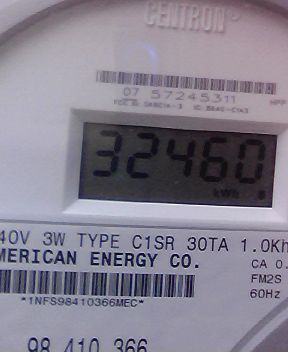 CENTRON
07 57245311
HPP
32460
kWh
40V 3W TYPE C1SR 30TA 1.0Kh
MERICAN ENERGY CO.
CA 0.
FM2S
*1NFS98410366MEC*
60Hz
98 410 366